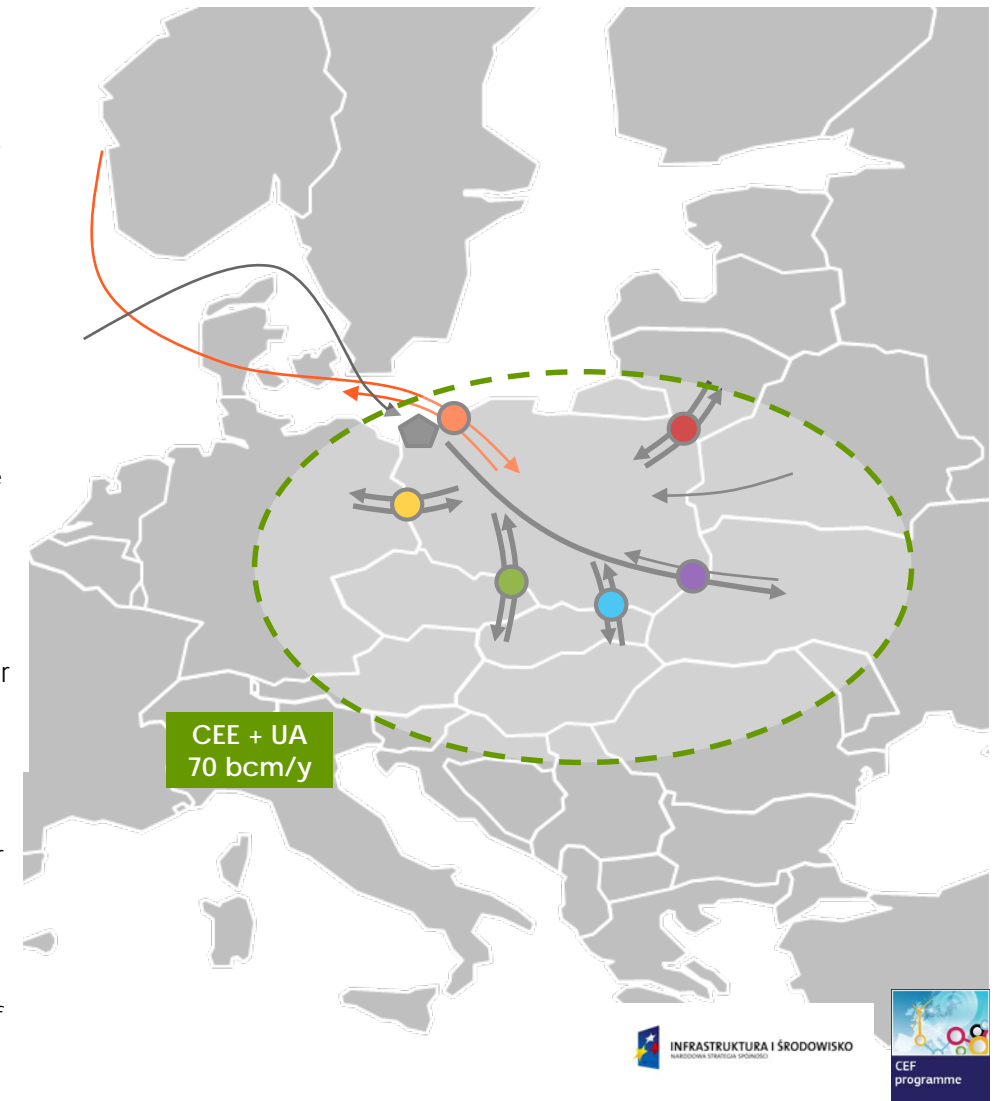 r
CEE + UA
70 bcm/y
r
INFRASTRUKTURA I ŚRODOWISKO
NARODOWA STRATEGIA SPÓJNOŚCI
CEF
programme